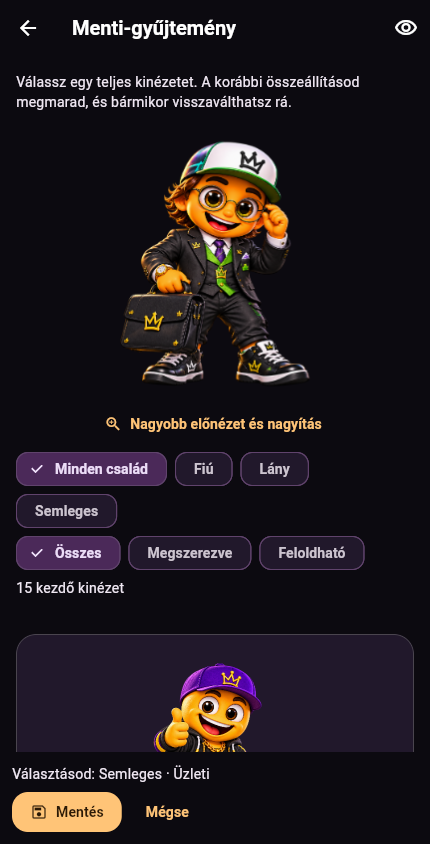 Menti-gyűjtemény
Válassz egy teljes kinézetet. A korábbi összeállításod
megmarad, és bármikor visszaválthatsz rá.
Nagyobb előnézet és nagyítás
Minden család
Fiú
Lány
Semleges
Összes
Megszerezve
Feloldható
15 kezdő kinézet
Választásod: Semleges · Üzleti
Mentés
Mégse